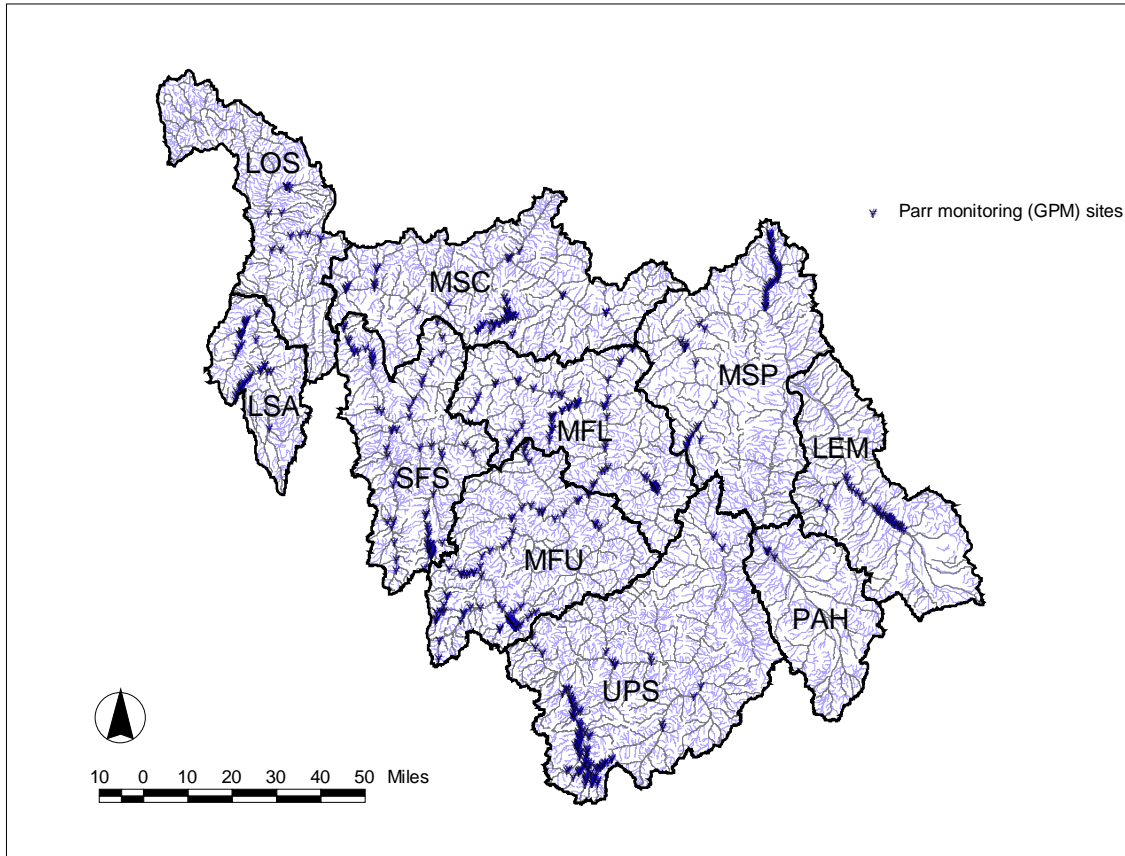 LOS
Parr monitoring (GPM) sites
MSC
MSP
LSA
MFL
LEM
SFS
MFU
PAH
UPS
10 0 10 20 30 40 50 Miles